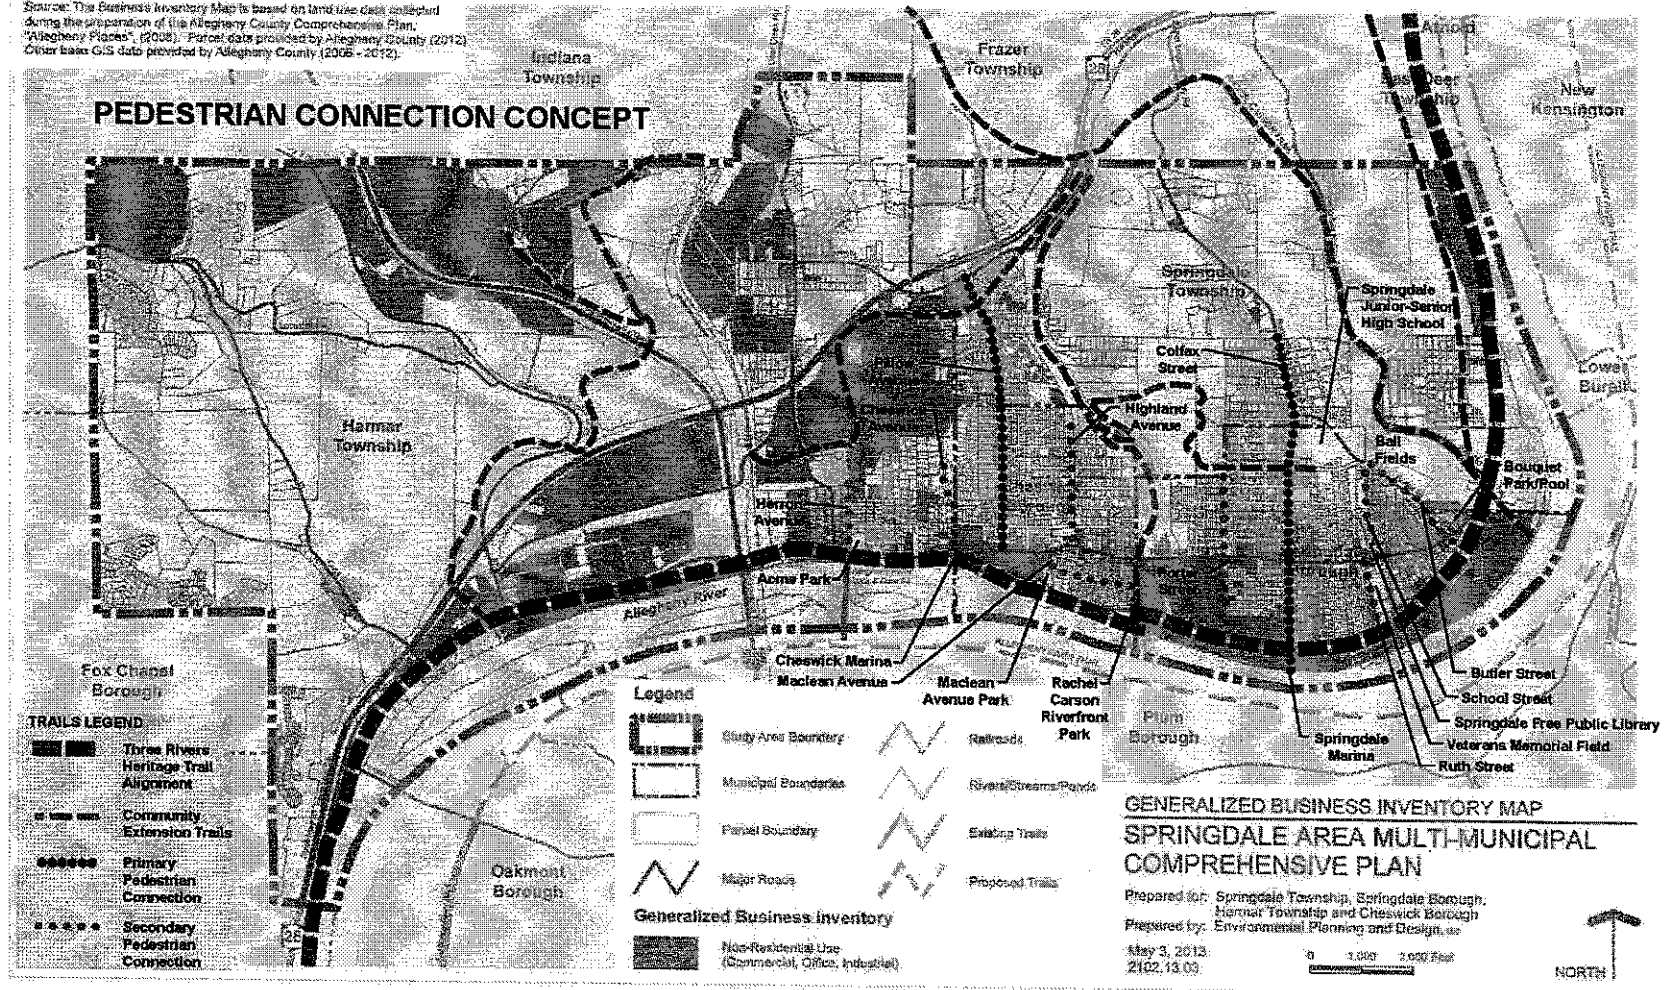 Source: The Business Inventory Map is based on land use data collected
during the preparation of the Allegheny County Comprehensive Plan,
"Allegheny Places", (2008). Parcel data provided by Allegheny County (2012)
Other basis GIS data provided by Allegheny County (2006 - 2012).
PEDESTRIAN CONNECTION CONCEPT
Indiana
Township
Frazer
Township
28
Arnold
Deer
Township
New
Kensington
Springdale
Township
Springdale
Junior-Senior
High School
Colfax
Street
Lower
Burrell
Harmar
Township
Avenue
Highland
Avenue
Ball
Fields
Bouquet
Park/Pool
Avenue
Acme Park
Allegheny River
Porter
Street
Cheswick Marina
Maclean Avenue
Maclean
Avenue Park
Rachel
Carson
Riverfront
Park
Plum
Borough
Springdale
Marina
Butler Street
School Street
Springdale Free Public Library
Veterans Memorial Field
Ruth Street
Fox Chapel
Borough
Oakmont
Borough
28
TRAILS LEGEND
Three Rivers
Heritage Trail
Alignment
Community
Extension Trails
Primary
Pedestrian
Connection
Secondary
Pedestrian
Connection
Legend
Study Area Boundary
Municipal Boundaries
Parcel Boundary
Major Roads
Railroads
Rivers/Streams/Ponds
Existing Trails
Proposed Trails
Generalized Business Inventory
Non-Residential Use
(Commercial, Office, Industrial)
GENERALIZED BUSINESS INVENTORY MAP
SPRINGDALE AREA MULTI-MUNICIPAL
COMPREHENSIVE PLAN
Prepared for: Springdale Township, Springdale Borough,
Harmar Township and Cheswick Borough
Prepared by: Environmental Planning and Design,
May 3, 2013
2102.13.03
0 1,000 2,000 Feet
NORTH